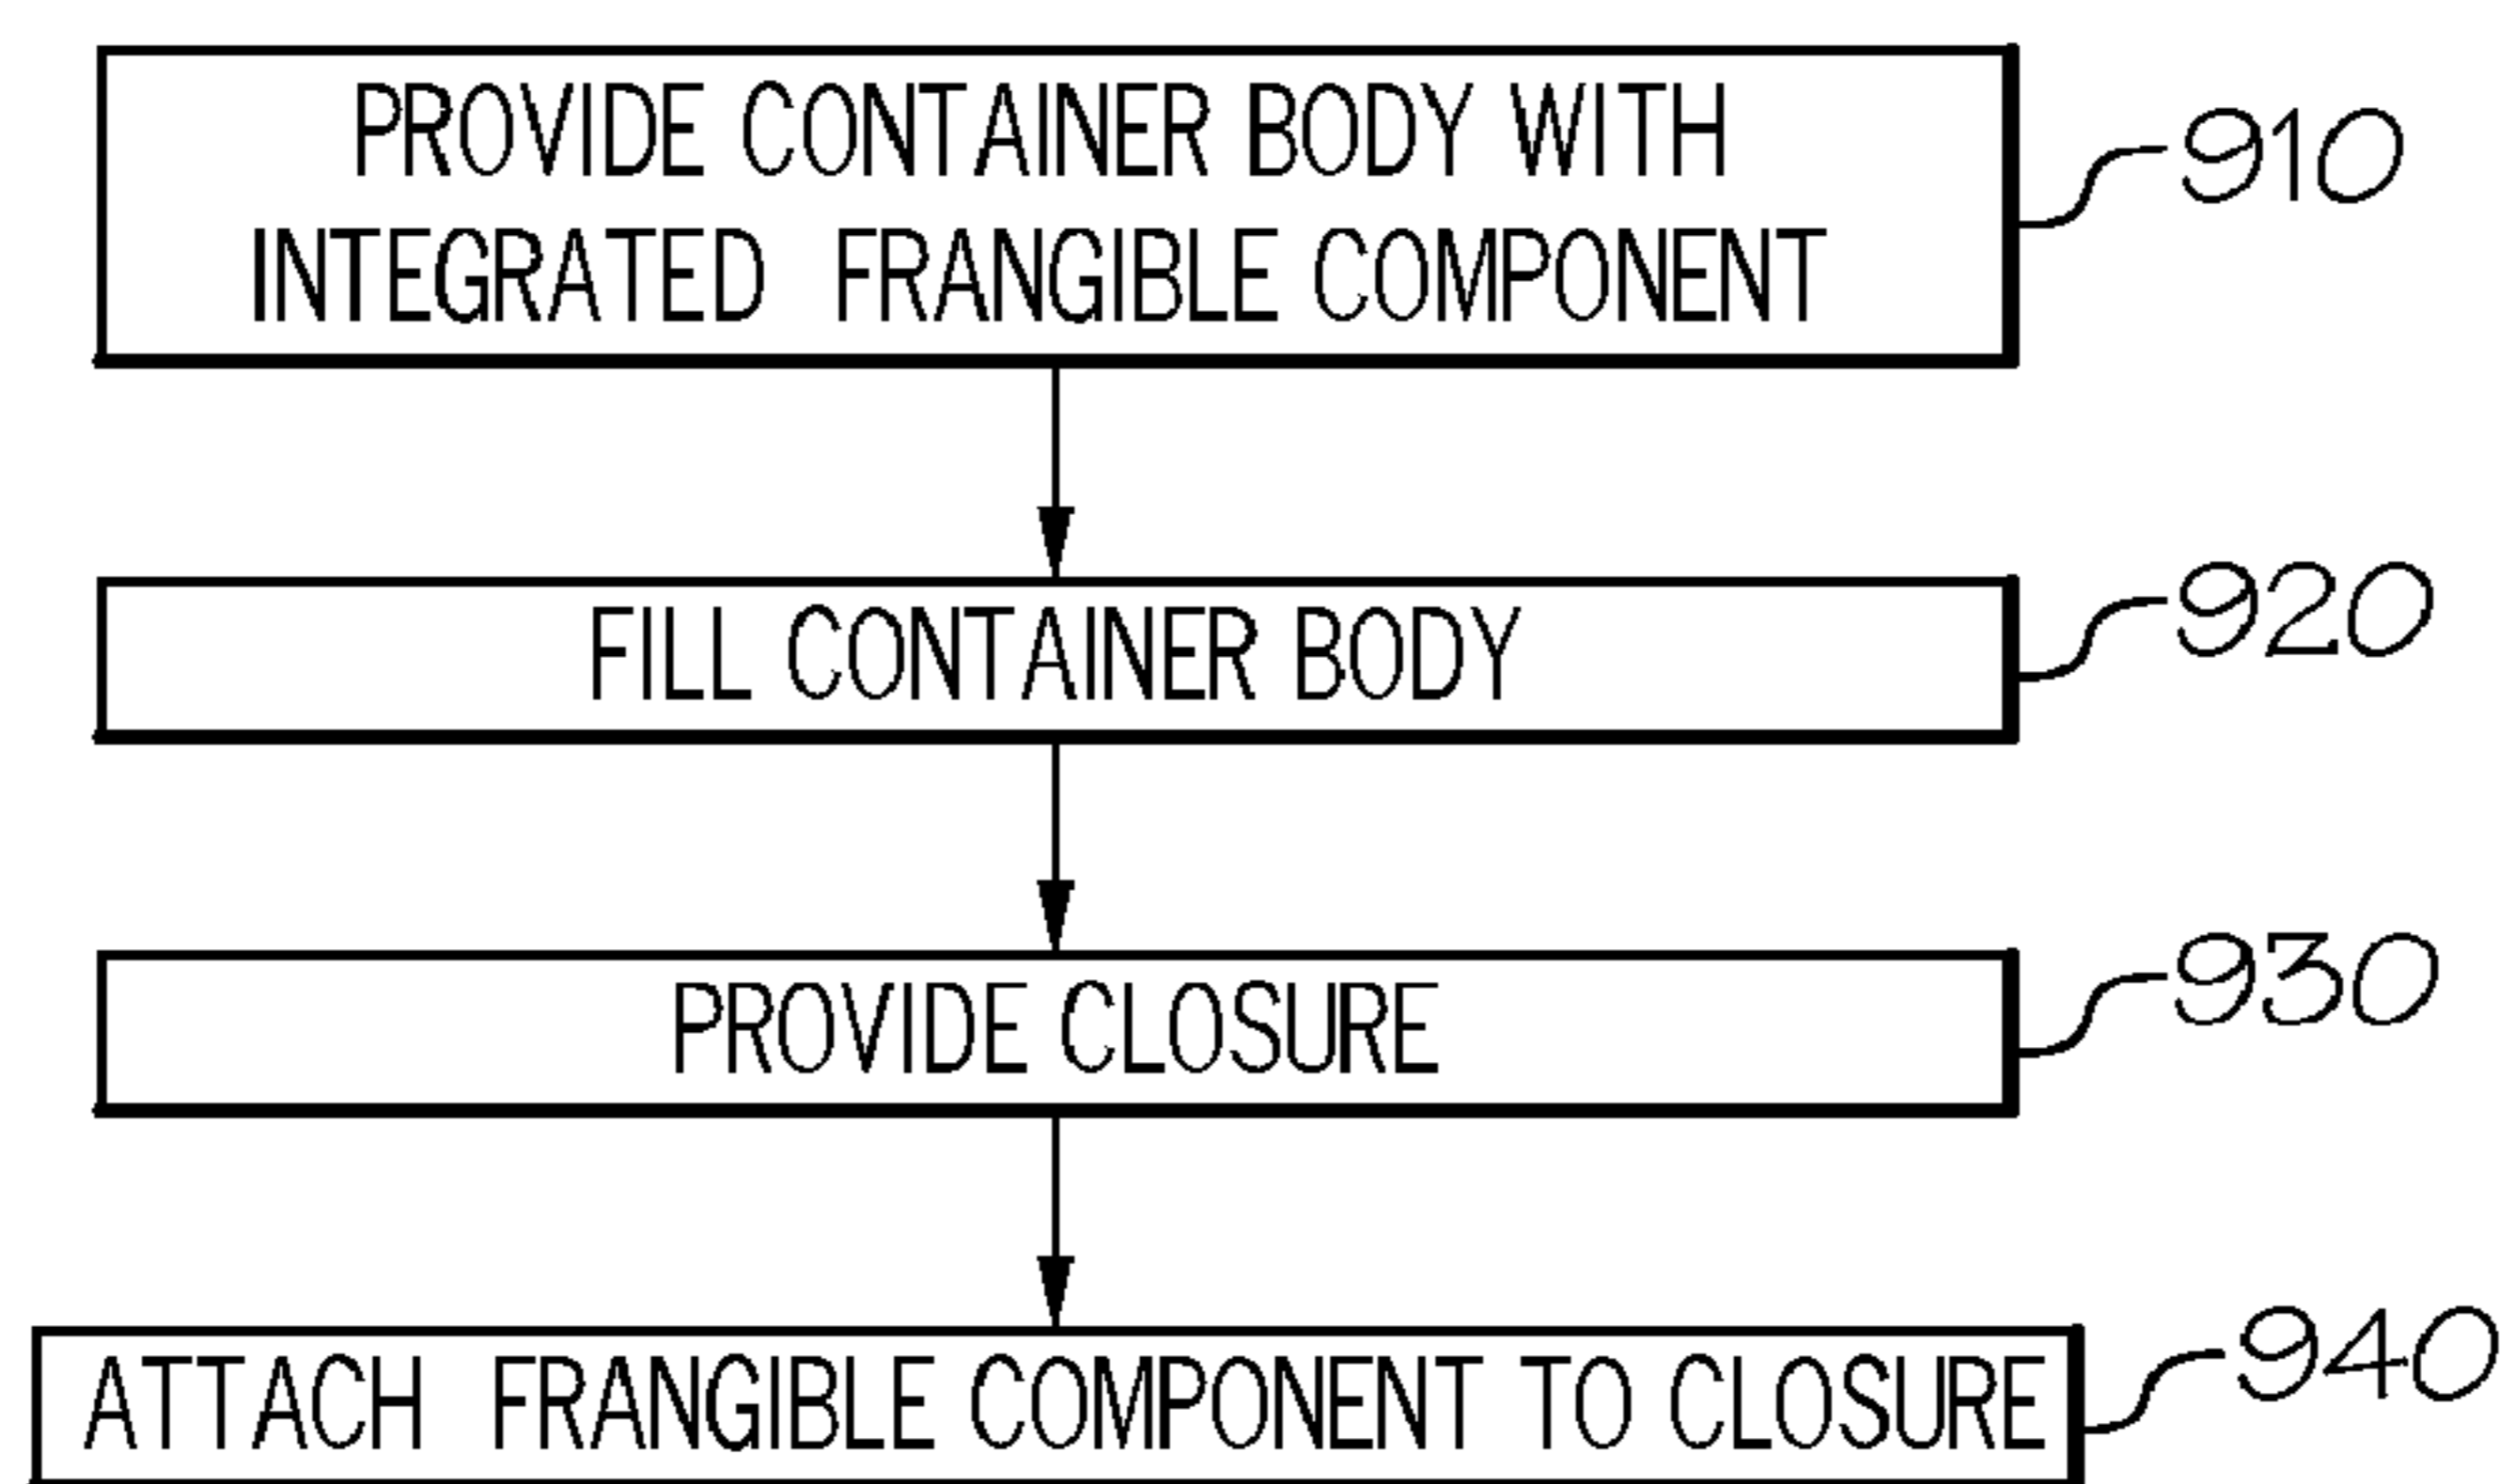 PROVIDE CONTAINER BODY WITH
INTEGRATED FRANGIBLE COMPONENT
910
FILL CONTAINER BODY
920
PROVIDE CLOSURE
930
ATTACH FRANGIBLE COMPONENT TO CLOSURE
940